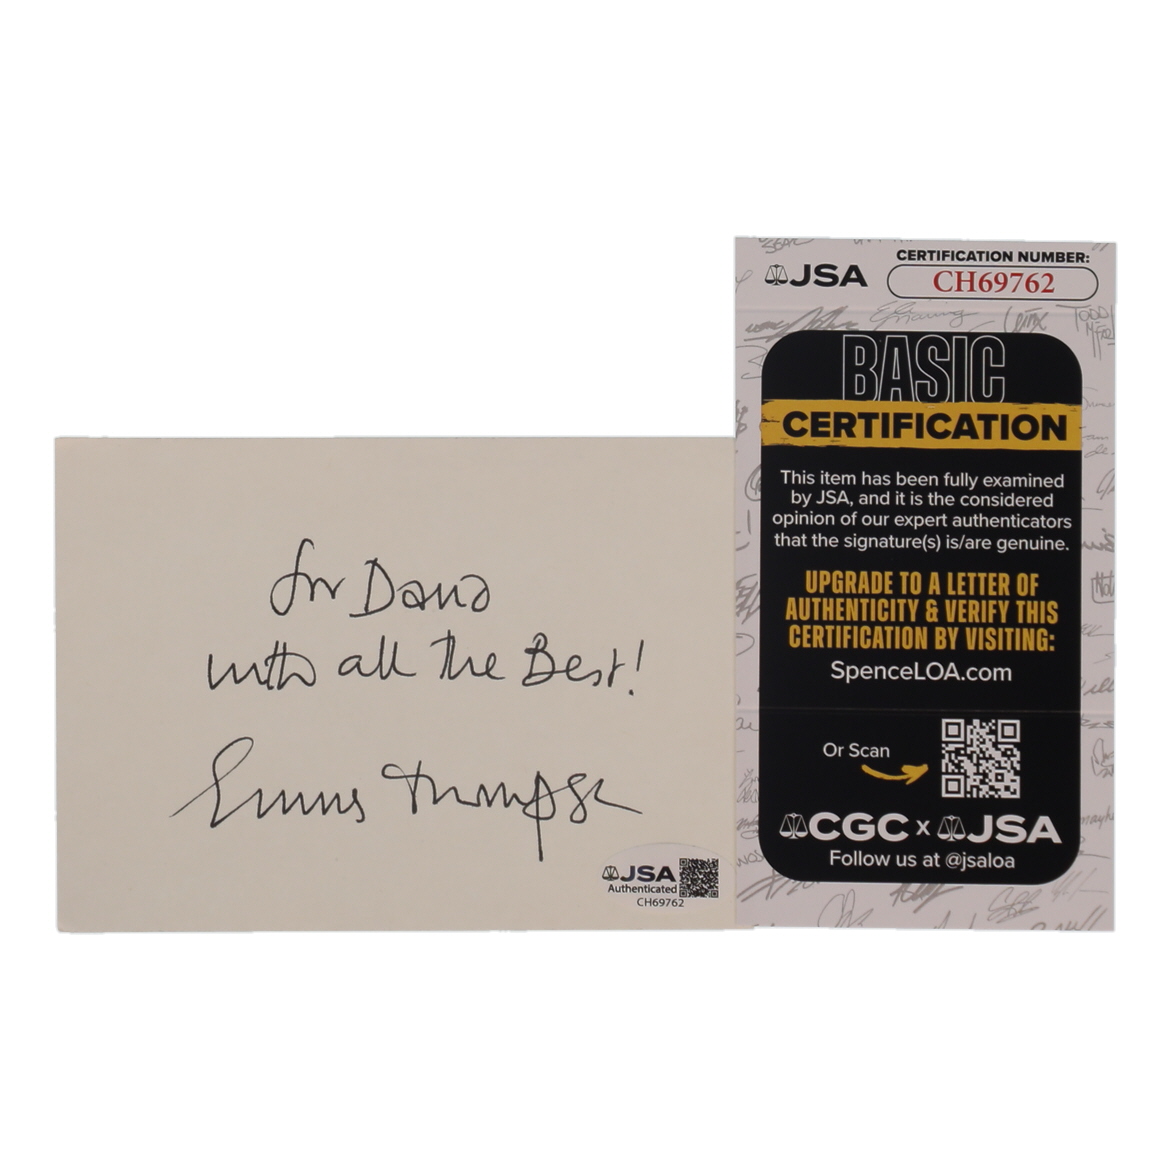 for David
with all the Best!
Emma Thompson
JSA
Authenticated
CH69762
JSA
CERTIFICATION NUMBER:
CH69762
BASIC
CERTIFICATION
This item has been fully examined
by JSA, and it is the considered
opinion of our expert authenticators
that the signature(s) is/are genuine.
UPGRADE TO A LETTER OF
AUTHENTICITY & VERIFY THIS
CERTIFICATION BY VISITING:
SpenceLOA.com
Or Scan
CGC x JSA
Follow us at @jsaloa